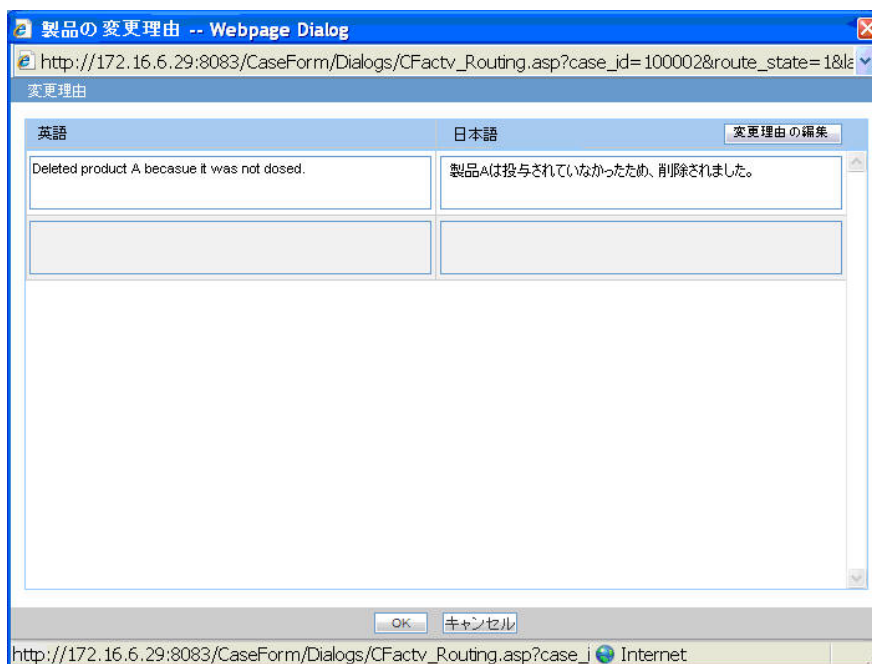 製品の変更理由 -- Webpage Dialog
http://172.16.6.29:8083/CaseForm/Dialogs/CFactv_Routing.asp?case_id=100002&route_state=1&la
変更理由
英語 日本語 変更理由の編集
Deleted product A becasue it was not dosed. 製品Aは投与されていなかったため、削除されました。
OK キャンセル
http://172.16.6.29:8083/CaseForm/Dialogs/CFactv_Routing.asp?case_i Internet